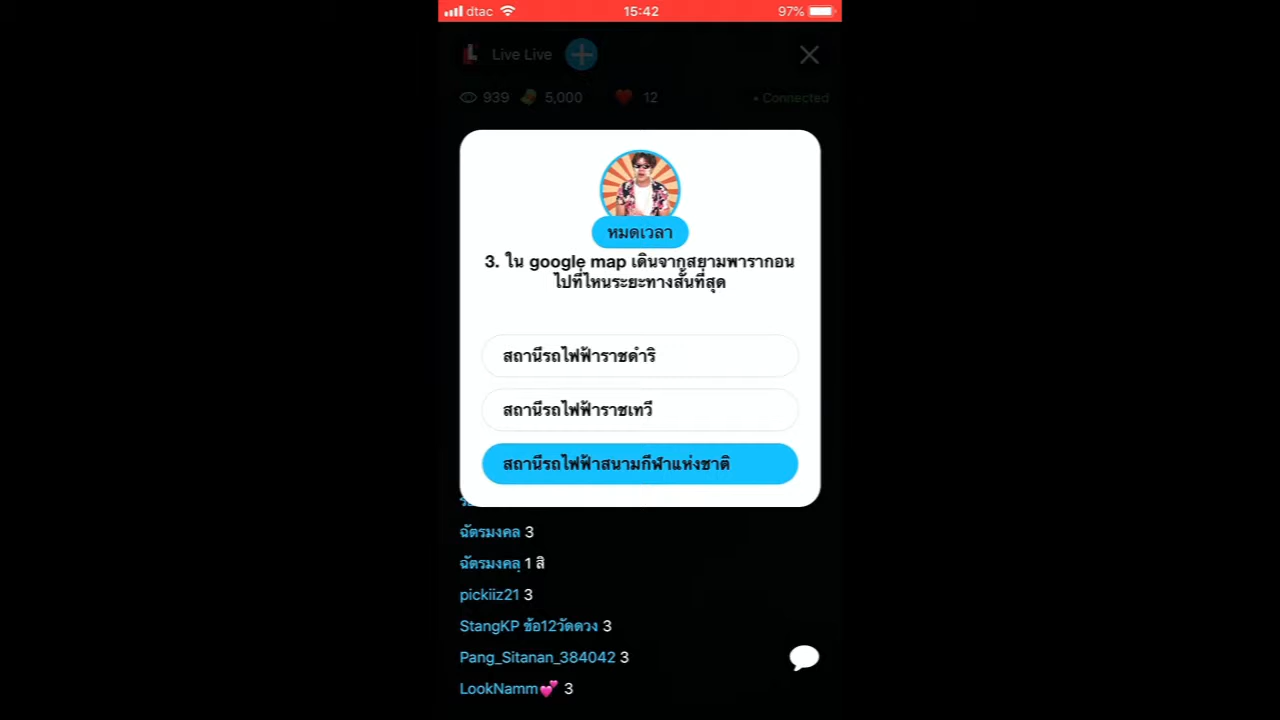 dtac 15:42 97%
L Live Live
939 5,000 12 • Connected
หมดเวลา
3. ใน google map เดินจากสยามพารากอน
ไปที่ไหนระยะทางสั้นที่สุด
สถานีรถไฟฟ้าราชดำริ
สถานีรถไฟฟ้าราชเทวี
สถานีรถไฟฟ้าสนามกีฬาแห่งชาติ
ฉัตรมงคล 3
ฉัตรมงคลฺ 1 สิ
pickiiz21 3
StangKP ข้อ12วัดดวง 3
Pang_Sitanan_384042 3
LookNamm💕 3